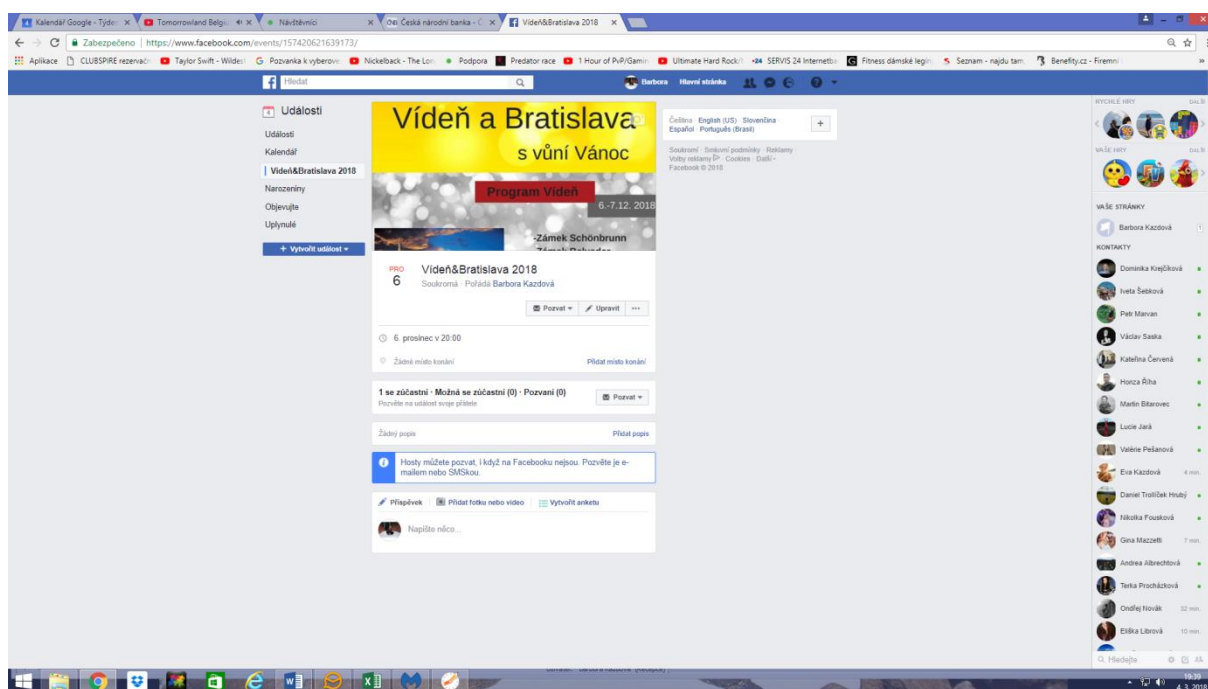 Kalendář Google - Týden
Tomorrowland Belgiu
Návštěvníci
Česká národní banka - Č
Vídeň&Bratislava 2018
Zabezpečeno | https://www.facebook.com/events/157420621639173/
Aplikace
CLUBSPIRE rezervačn
Taylor Swift - Wildes
Pozvanka k vyberove
Nickelback - The Lon
Podpora
Predator race
1 Hour of PvP/Gamin
Ultimate Hard Rock/
SERVIS 24 Internetba
Fitness dámské legín
Seznam - najdu tam
Benefity.cz - Firemní
Hledat
Barbora
Hlavní stránka
Události
Události
Kalendář
Vídeň&Bratislava 2018
Narozeniny
Objevujte
Uplynulé
+ Vytvořit událost
Vídeň a Bratislava
s vůní Vánoc
Program Vídeň
6.-7.12. 2018
-Zámek Schönbrunn
PRO
6
Vídeň&Bratislava 2018
Soukromá · Pořádá Barbora Kazdová
Pozvat
Upravit
6. prosinec v 20:00
Žádné místo konání
Přidat místo konání
1 se zúčastní · Možná se zúčastní (0) · Pozvaní (0)
Pozvěte na událost svoje přátele
Pozvat
Žádný popis
Přidat popis
Hosty můžete pozvat, i když na Facebooku nejsou. Pozvěte je e-
mailem nebo SMSkou.
Příspěvek
Přidat fotku nebo video
Vytvořit anketu
Napište něco...
Čeština · English (US) · Slovenčina ·
Español · Português (Brasil)
Soukromí · Smluvní podmínky · Reklamy ·
Volby reklamy · Cookies · Další
Facebook © 2018
RYCHLÉ HRY
DALŠÍ
VAŠE HRY
DALŠÍ
VAŠE STRÁNKY
Barbora Kazdová
1
KONTAKTY
Dominika Krejčíková
Iveta Šebková
Petr Marvan
Václav Saska
Kateřina Červená
Honza Říha
Martin Bitarovec
Lucie Jará
Valérie Pešanová
Eva Kazdová
4 min.
Daniel Trotlíček Hrubý
Nikolka Fousková
Gina Mazzetti
7 min.
Andrea Albrechtová
Terka Procházková
Ondřej Novák
32 min.
Eliška Librová
10 min.
Hledejte
19:39
4. 3. 2018